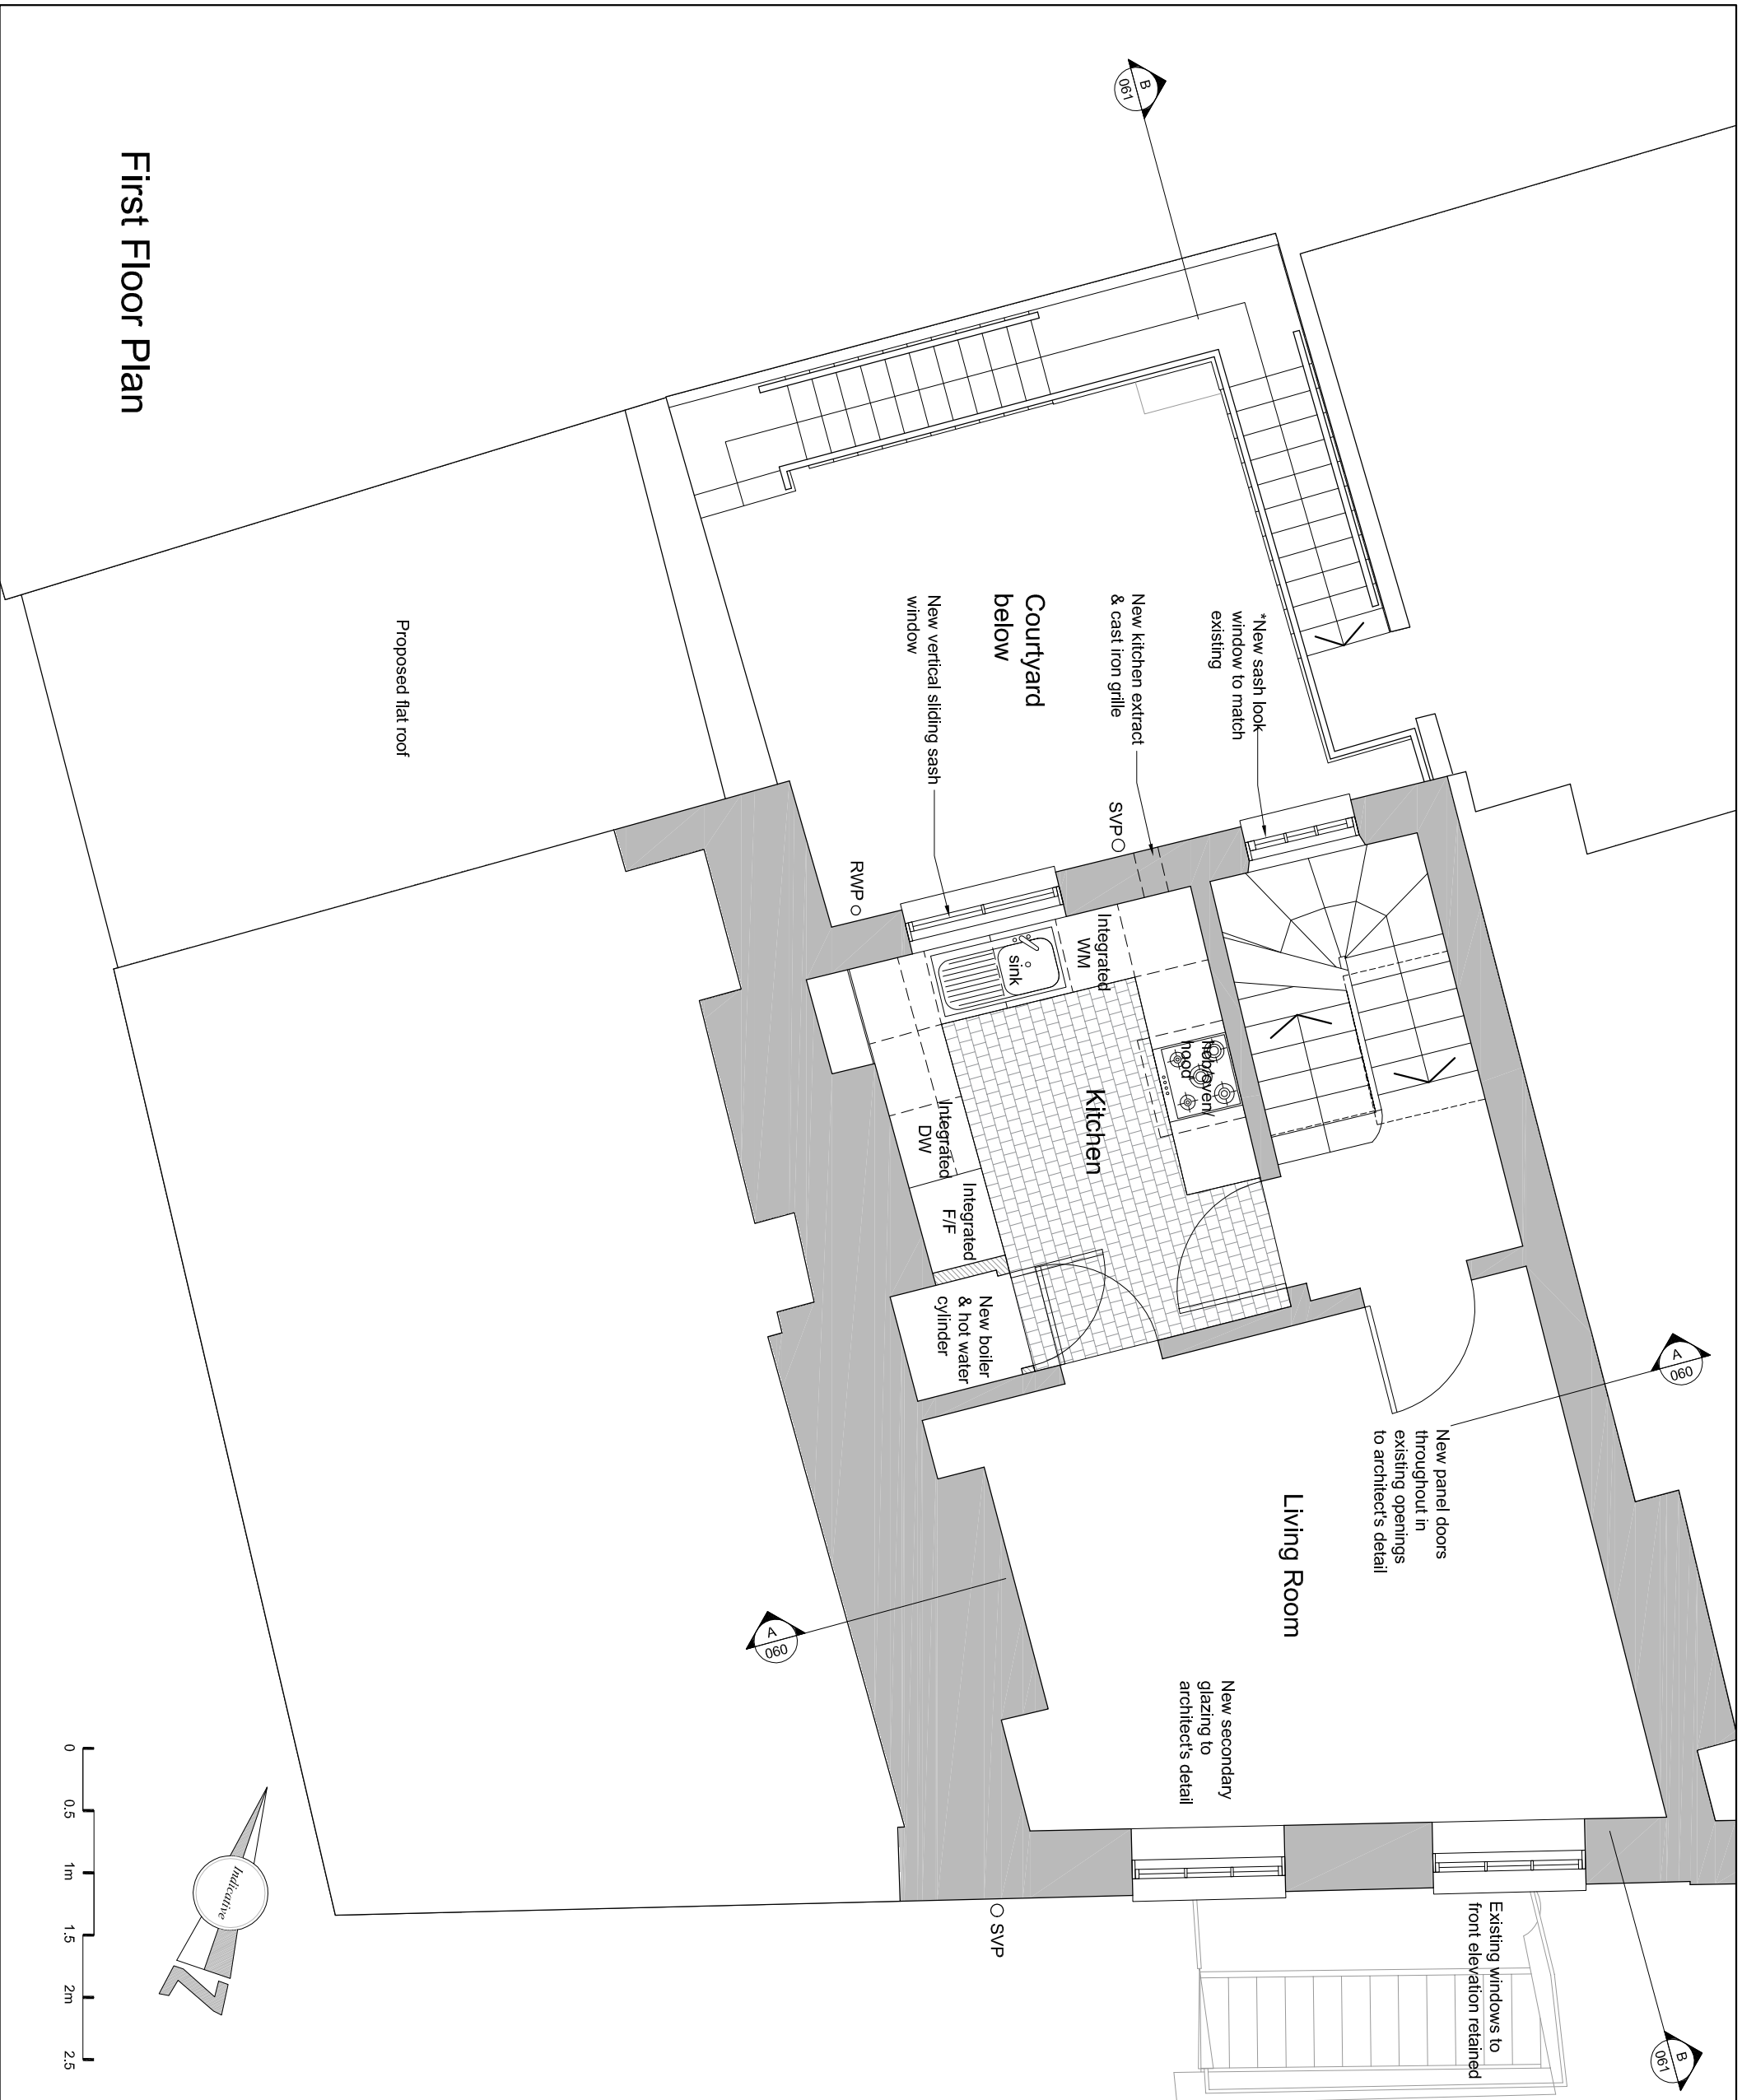 B
061
A
060
New panel doors
throughout in
existing openings
to architect's detail
Existing windows to
front elevation retained
B
061
Living Room
*New sash look
window to match
existing
New secondary
glazing to
architect's detail
hob/oven/
hood
New kitchen extract
& cast iron grille
SVP
Integrated
WM
Kitchen
Courtyard
below
sink
SVP
New vertical sliding sash
window
Integrated
DW
Integrated
F/F
New boiler
& hot water
cylinder
RWP
A
060
Proposed flat roof
Indicative
N
First Floor Plan
0 0.5 1m 1.5 2m 2.5